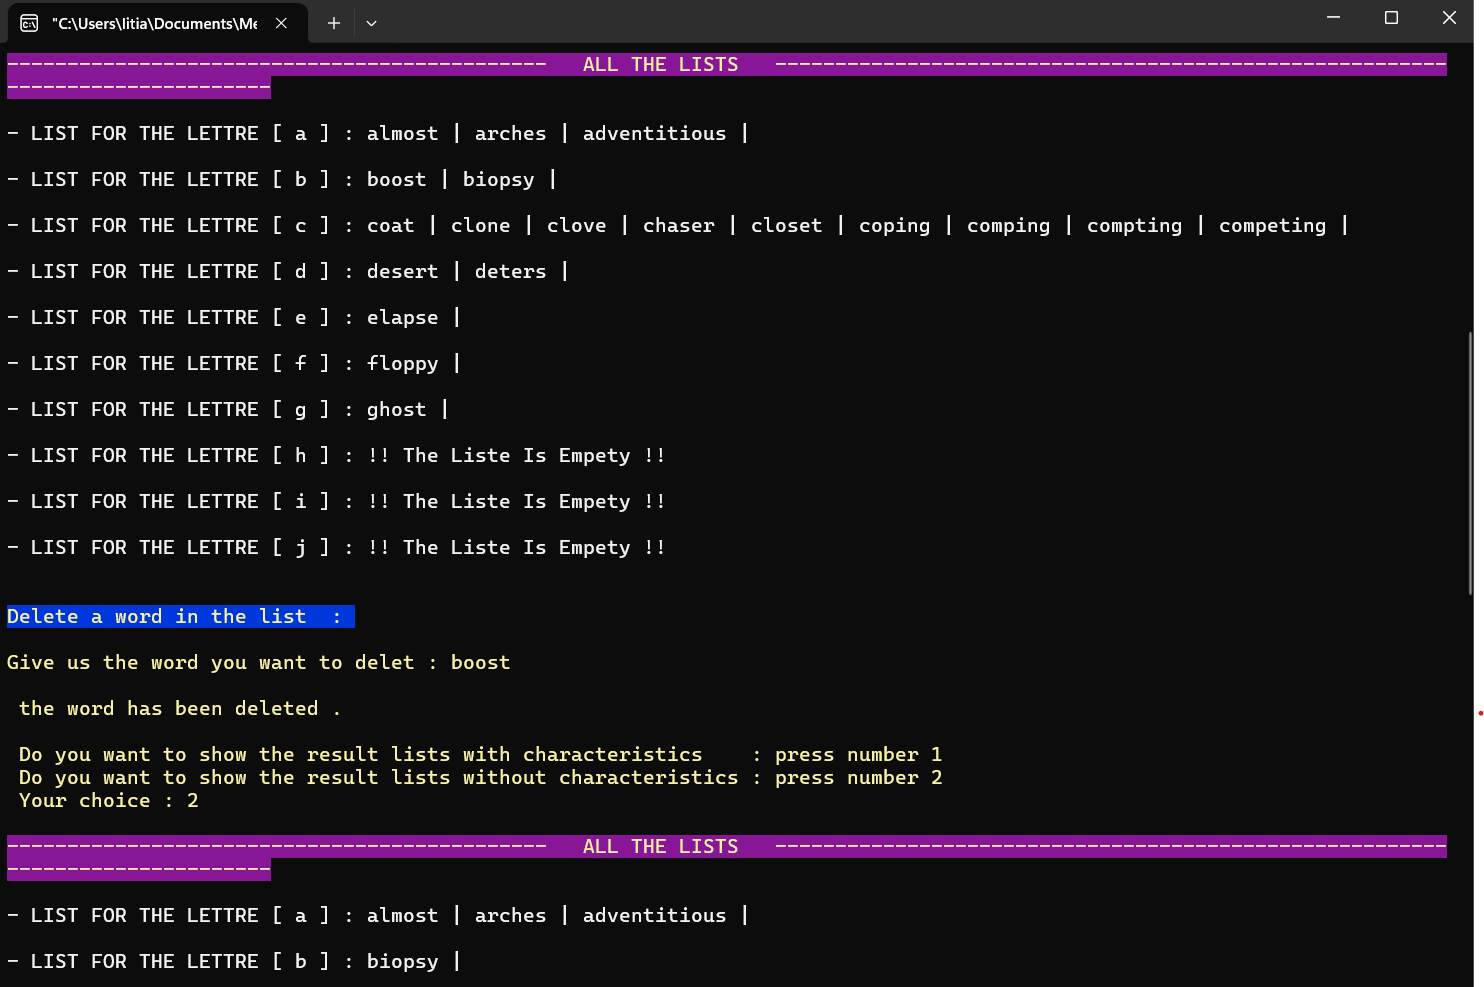 "C:\Users\litia\Documents\Me
------------------------------------------------- ALL THE LISTS --------------------------------------------------------
----------------------
- LIST FOR THE LETTRE [ a ] : almost | arches | adventitious |
- LIST FOR THE LETTRE [ b ] : boost | biopsy |
- LIST FOR THE LETTRE [ c ] : coat | clone | clove | chaser | closet | coping | comping | compting | competing |
- LIST FOR THE LETTRE [ d ] : desert | deters |
- LIST FOR THE LETTRE [ e ] : elapse |
- LIST FOR THE LETTRE [ f ] : floppy |
- LIST FOR THE LETTRE [ g ] : ghost |
- LIST FOR THE LETTRE [ h ] : !! The Liste Is Empety !!
- LIST FOR THE LETTRE [ i ] : !! The Liste Is Empety !!
- LIST FOR THE LETTRE [ j ] : !! The Liste Is Empety !!
Delete a word in the list  :
Give us the word you want to delet : boost
the word has been deleted .
Do you want to show the result lists with characteristics    : press number 1
Do you want to show the result lists without characteristics : press number 2
Your choice : 2
------------------------------------------------- ALL THE LISTS --------------------------------------------------------
----------------------
- LIST FOR THE LETTRE [ a ] : almost | arches | adventitious |
- LIST FOR THE LETTRE [ b ] : biopsy |